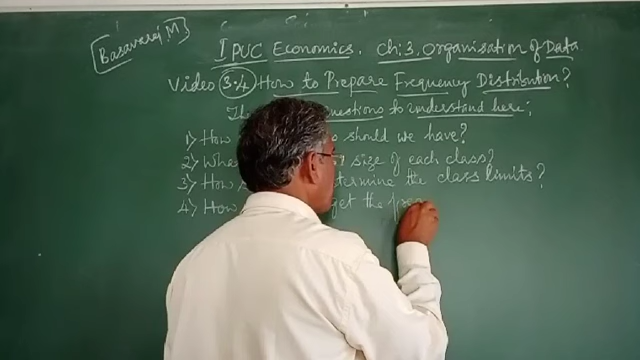 Basavaraj M
I PUC Economics. Ch:3. Organisation of Data
Video 3.4 How to Prepare Frequency Distribution?
The questions to understand here:
1) How should we have?
2) size of each class?
3) How the class limits?
4) How get the